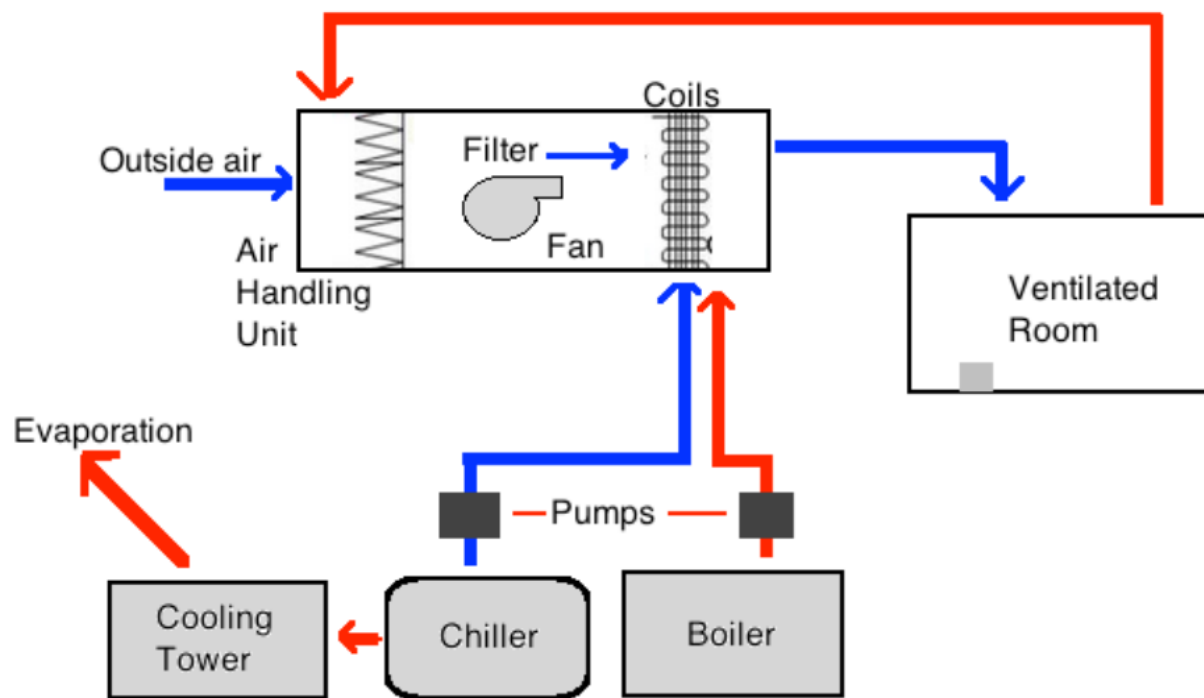 Coils
Outside air
Filter
Fan
Air
Handling
Unit
Ventilated
Room
Evaporation
Pumps
Cooling
Tower
Chiller
Boiler